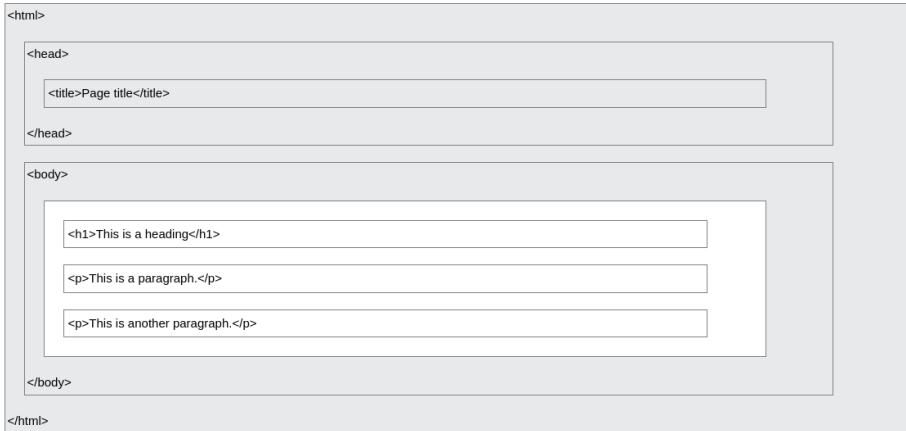 <html>
<head>
<title>Page title</title>
</head>
<body>
<h1>This is a heading</h1>
<p>This is a paragraph.</p>
<p>This is another paragraph.</p>
</body>
</html>